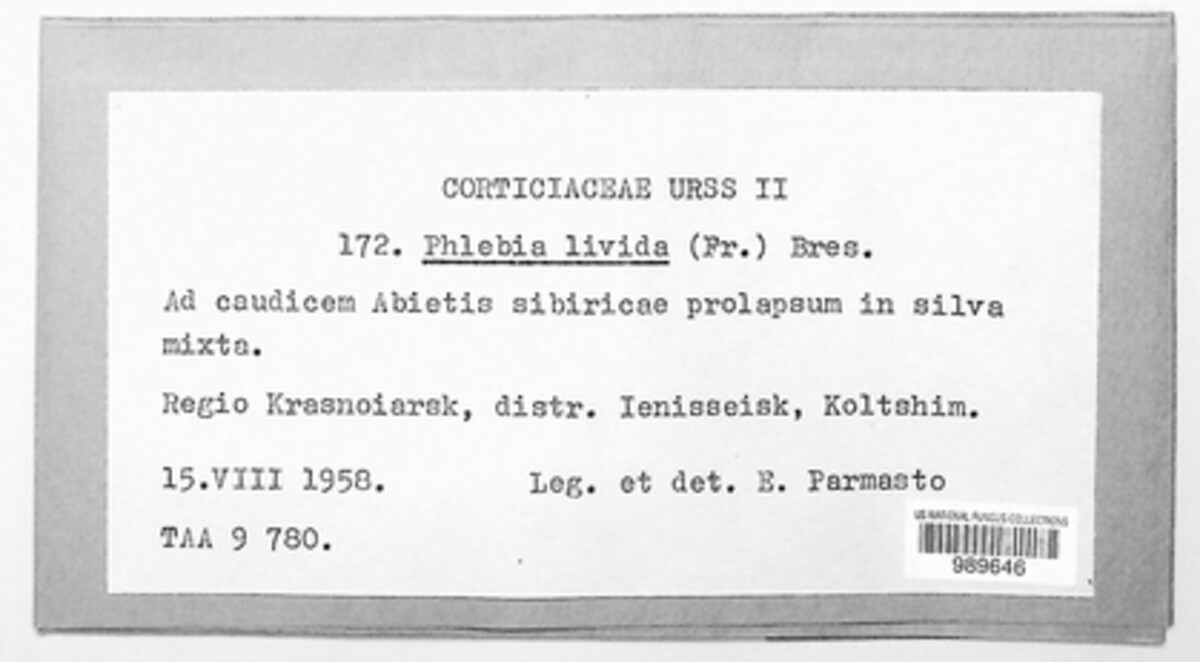 CORTICIACEAE URSS II
172. Phlebia livida (Fr.) Bres.
Ad caudicem Abietis sibiricae prolapsum in silva
mixta.
Regio Krasnoiarsk, distr. Ienisseisk, Koltshim.
15.VIII 1958. Leg. et det. E. Parmasto
TAA 9 780.
US NATIONAL FUNGUS COLLECTIONS
989646